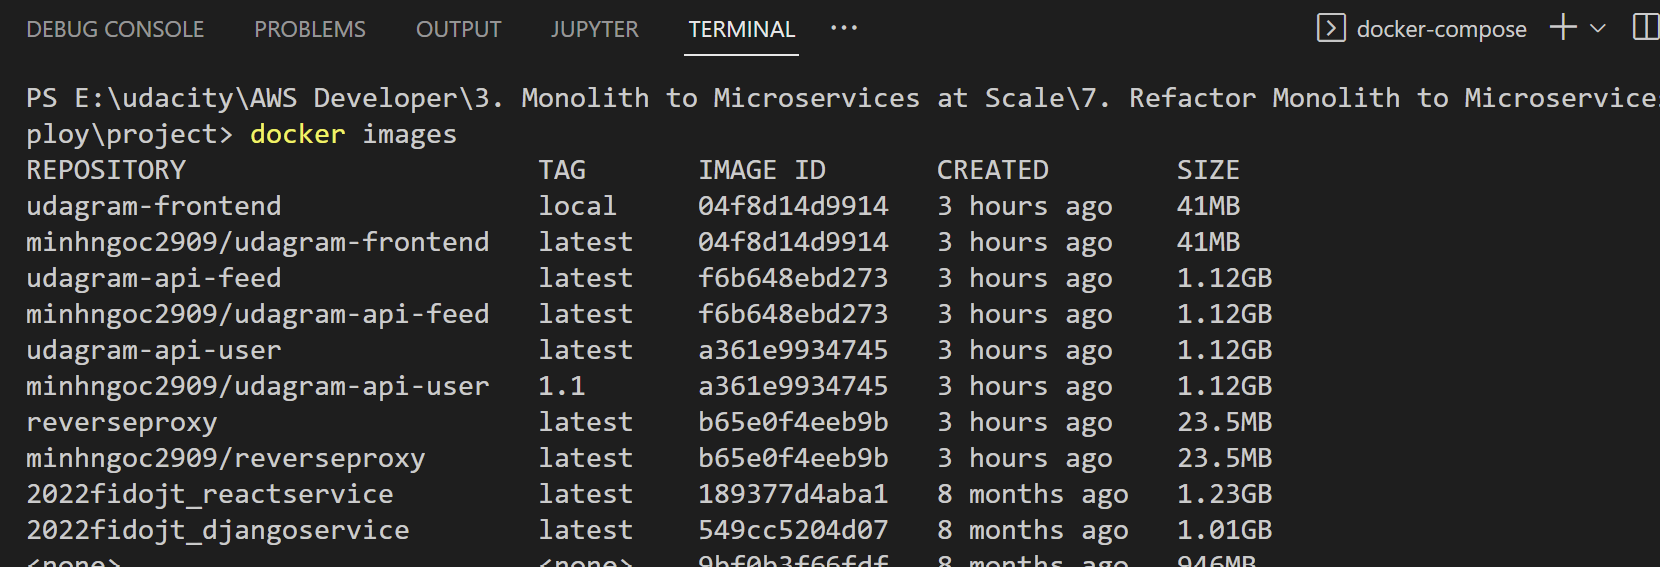 DEBUG CONSOLE PROBLEMS OUTPUT JUPYTER TERMINAL ··· docker-compose
PS E:\udacity\AWS Developer\3. Monolith to Microservices at Scale\7. Refactor Monolith to Microservices
ploy\project> docker images
REPOSITORY TAG IMAGE ID CREATED SIZE
udagram-frontend local 04f8d14d9914 3 hours ago 41MB
minhngoc2909/udagram-frontend latest 04f8d14d9914 3 hours ago 41MB
udagram-api-feed latest f6b648ebd273 3 hours ago 1.12GB
minhngoc2909/udagram-api-feed latest f6b648ebd273 3 hours ago 1.12GB
udagram-api-user latest a361e9934745 3 hours ago 1.12GB
minhngoc2909/udagram-api-user 1.1 a361e9934745 3 hours ago 1.12GB
reverseproxy latest b65e0f4eeb9b 3 hours ago 23.5MB
minhngoc2909/reverseproxy latest b65e0f4eeb9b 3 hours ago 23.5MB
2022fidojt_reactservice latest 189377d4aba1 8 months ago 1.23GB
2022fidojt_djangoservice latest 549cc5204d07 8 months ago 1.01GB
<none> <none> 9bf0b3f66fdf 8 months ago 946MB